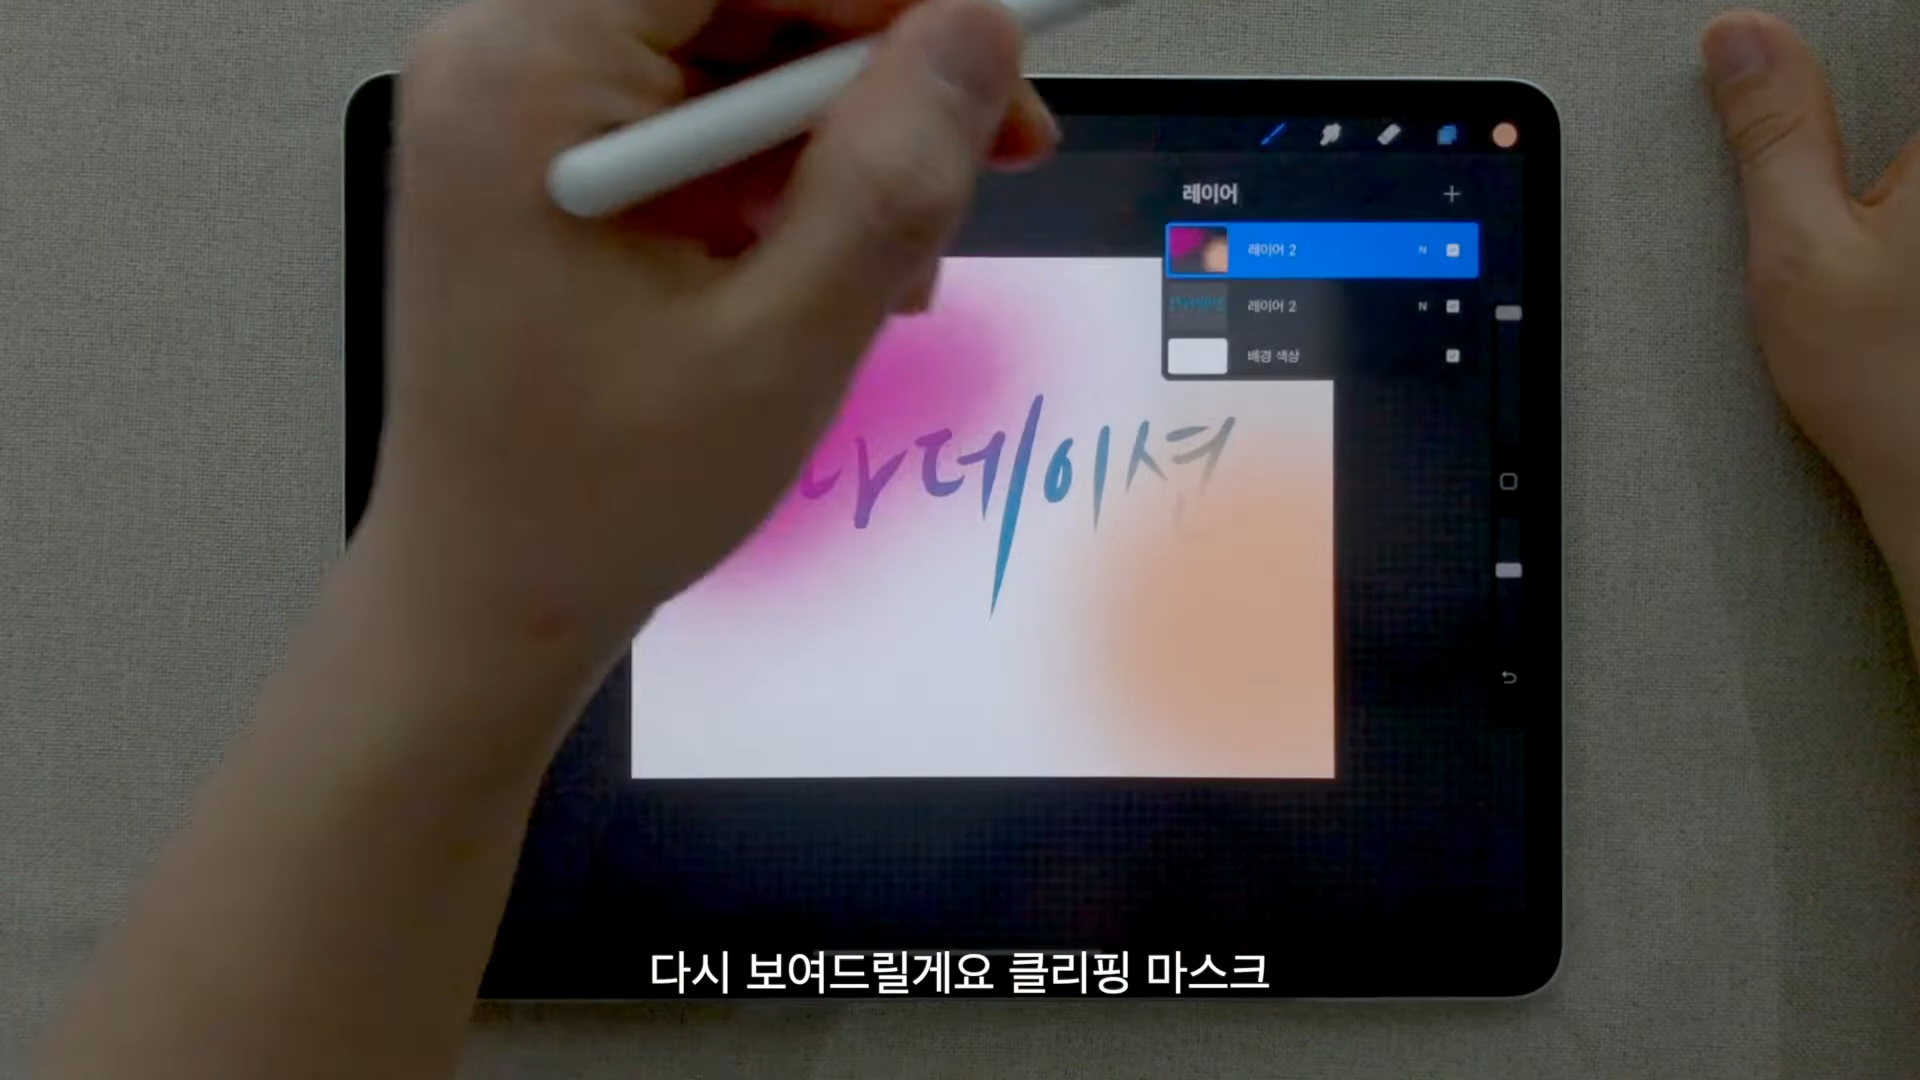 레이어
레이어 2 N
레이어 2 N
배경 색상
데이션
다시 보여드릴게요 클리핑 마스크